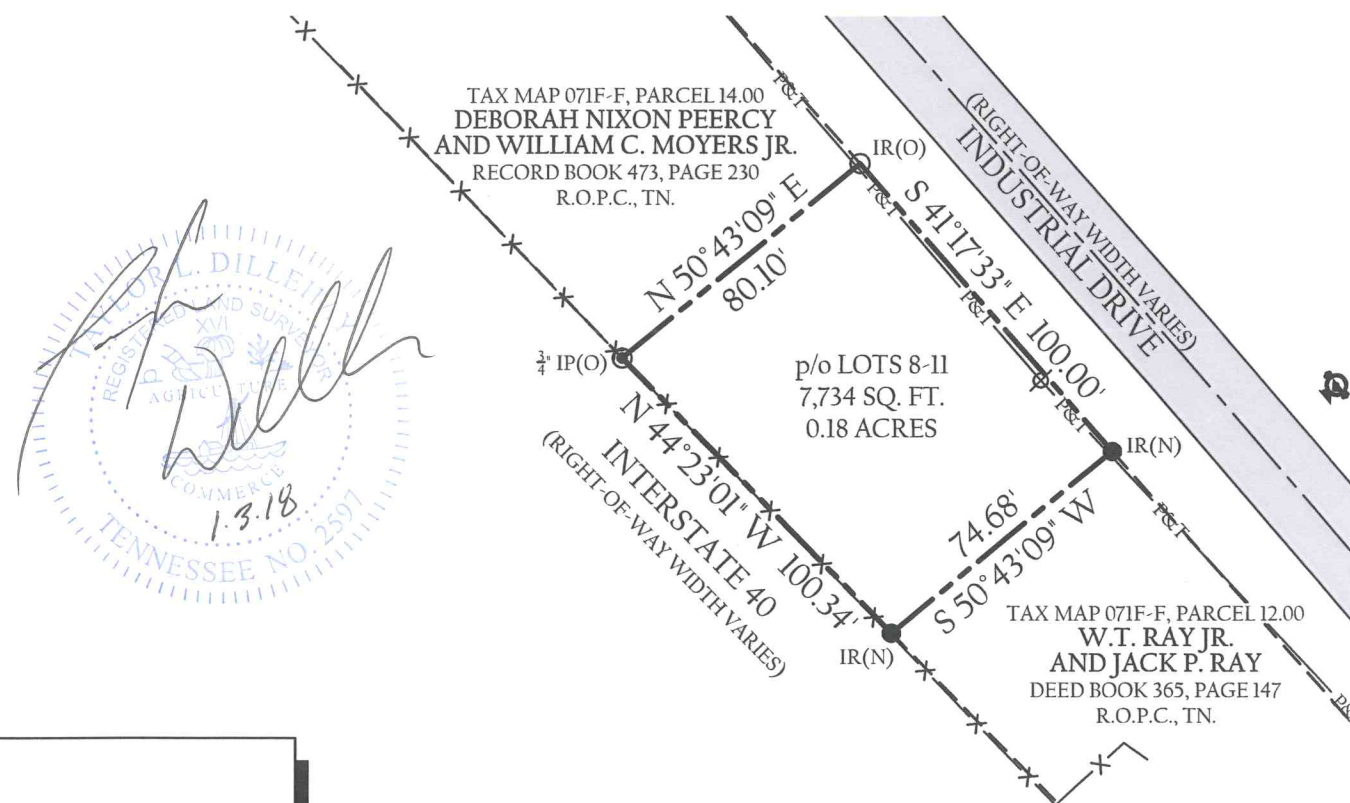 TAX MAP 071F-F, PARCEL 14.00
DEBORAH NIXON PEERCY
AND WILLIAM C. MOYERS JR.
RECORD BOOK 473, PAGE 230
R.O.P.C., TN.
P&T
IR(O)
(RIGHT-OF-WAY WIDTH VARIES)
INDUSTRIAL DRIVE
P&T
P&T
S 41°17'33" E 100.00'
N 50°43'09" E
80.10'
P&T
TAYLOR L. DILLEHAY
REGISTERED LAND SURVEYOR
XVI
AGRICULTURE
COMMERCE
1.3.18
TENNESSEE NO. 2597
3/4" IP(O)
p/o LOTS 8-11
7,734 SQ. FT.
0.18 ACRES
P&T
IR(N)
N 44°23'01" W 100.34'
INTERSTATE 40
(RIGHT-OF-WAY WIDTH VARIES)
74.68'
S 50°43'09" W
P&T
IR(N)
TAX MAP 071F-F, PARCEL 12.00
W.T. RAY JR.
AND JACK P. RAY
DEED BOOK 365, PAGE 147
R.O.P.C., TN.